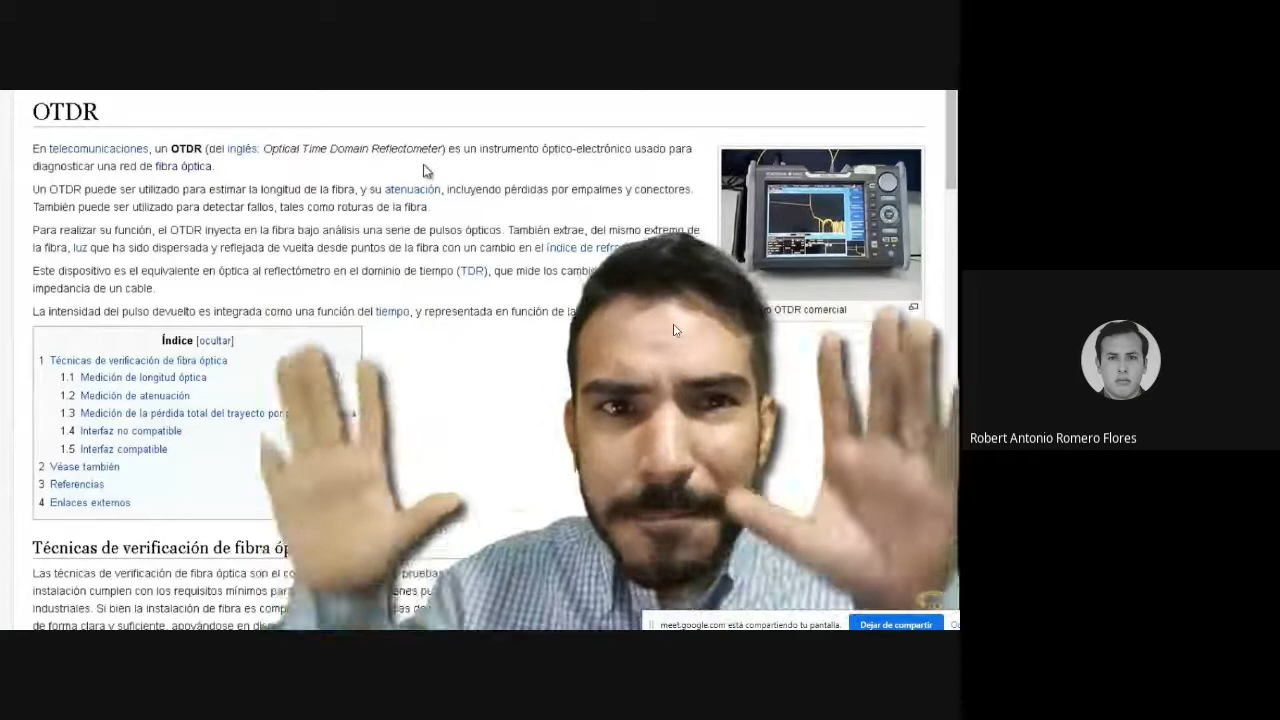 OTDR
En telecomunicaciones, un OTDR (del inglés: Optical Time Domain Reflectometer) es un instrumento óptico-electrónico usado para
diagnosticar una red de fibra óptica.
Un OTDR puede ser utilizado para estimar la longitud de la fibra, y su atenuación, incluyendo pérdidas por empalmes y conectores.
También puede ser utilizado para detectar fallos, tales como roturas de la fibra
Para realizar su función, el OTDR inyecta en la fibra bajo análisis una serie de pulsos ópticos. También extrae, del mismo extremo de
la fibra, luz que ha sido dispersada y reflejada de vuelta desde puntos de la fibra con un cambio en el índice de
Este dispositivo es el equivalente en óptica al reflectómetro en el dominio de tiempo (TDR), que mide los
impedancia de un cable.
La intensidad del pulso devuelto es integrada como una función del tiempo, y representada en función de la
OTDR comercial
Índice [ocultar]
1 Técnicas de verificación de fibra óptica
1.1 Medición de longitud óptica
1.2 Medición de atenuación
1.3 Medición de la pérdida total del trayecto por
1.4 Interfaz no compatible
1.5 Interfaz compatible
2 Véase también
3 Referencias
4 Enlaces externos
Técnicas de verificación de fibra
Las técnicas de verificación de fibra óptica son el
instalación cumplen con los requisitos mínimos
industriales. Si bien la instalación de fibra es
de forma clara y suficiente, apoyándose en
meet.google.com está compartiendo tu pantalla.
Dejar de compartir
Robert Antonio Romero Flores